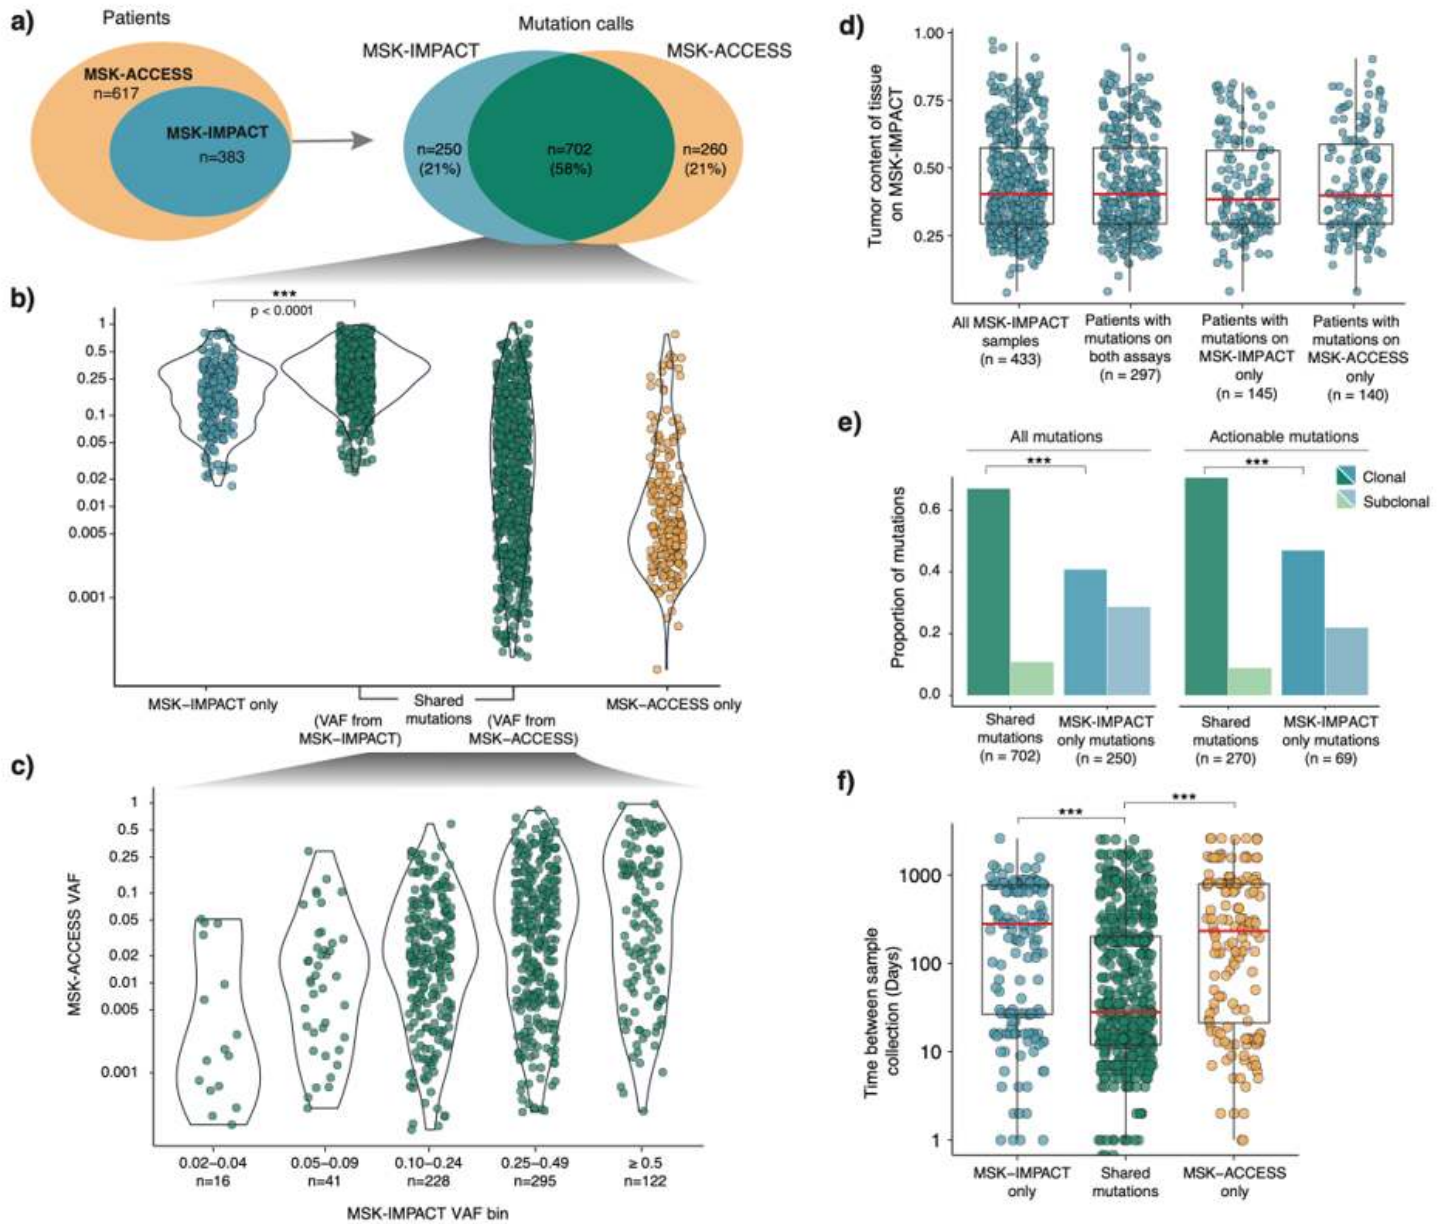 a)
Patients
MSK-ACCESS
n=617
MSK-IMPACT
n=383
Mutation calls
MSK-IMPACT
MSK-ACCESS
n=250
(21%)
n=702
(58%)
n=260
(21%)
b)
***
p < 0.0001
1
0.5
0.25
0.1
0.05
0.02
0.01
0.005
0.001
MSK–IMPACT only
Shared
mutations
(VAF from
MSK–IMPACT)
(VAF from
MSK–ACCESS)
MSK–ACCESS only
c)
MSK-ACCESS VAF
1
0.5
0.25
0.1
0.05
0.02
0.01
0.005
0.001
0.02–0.04
n=16
0.05–0.09
n=41
0.10–0.24
n=228
0.25–0.49
n=295
≥ 0.5
n=122
MSK-IMPACT VAF bin
d)
Tumor content of tissue
on MSK-IMPACT
1.00
0.75
0.50
0.25
All MSK-IMPACT
samples
(n = 433)
Patients with
mutations on
both assays
(n = 297)
Patients with
mutations on
MSK-IMPACT
only
(n = 145)
Patients with
mutations on
MSK-ACCESS
only
(n = 140)
e)
All mutations
Actionable mutations
***
***
Clonal
Subclonal
Proportion of mutations
0.6
0.4
0.2
0.0
Shared
mutations
(n = 702)
MSK-IMPACT
only mutations
(n = 250)
Shared
mutations
(n = 270)
MSK-IMPACT
only mutations
(n = 69)
f)
***
***
Time between sample
collection (Days)
1000
100
10
1
MSK–IMPACT
only
Shared
mutations
MSK–ACCESS
only